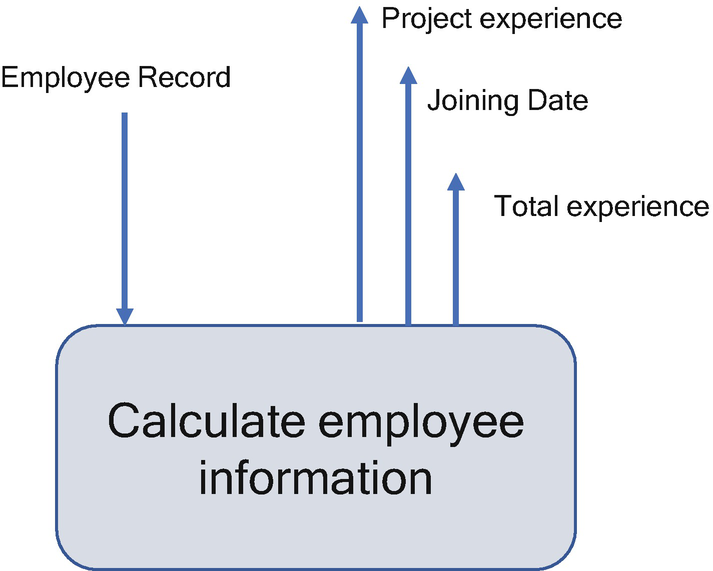 Project experience
Employee Record
Joining Date
Total experience
Calculate employee
information